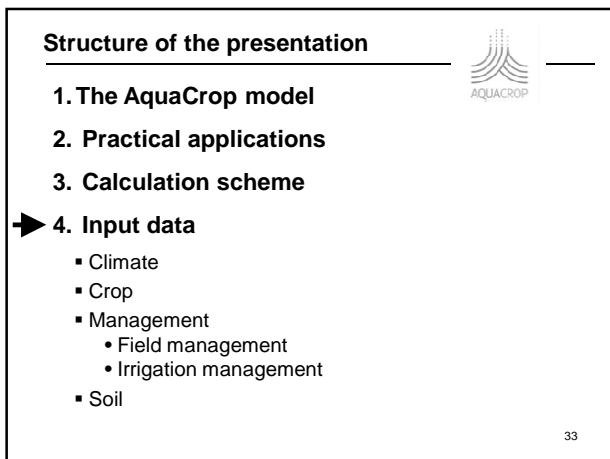 Structure of the presentation
AQUACROP
1. The AquaCrop model
2. Practical applications
3. Calculation scheme
4. Input data
▪ Climate
▪ Crop
▪ Management
• Field management
• Irrigation management
▪ Soil
33